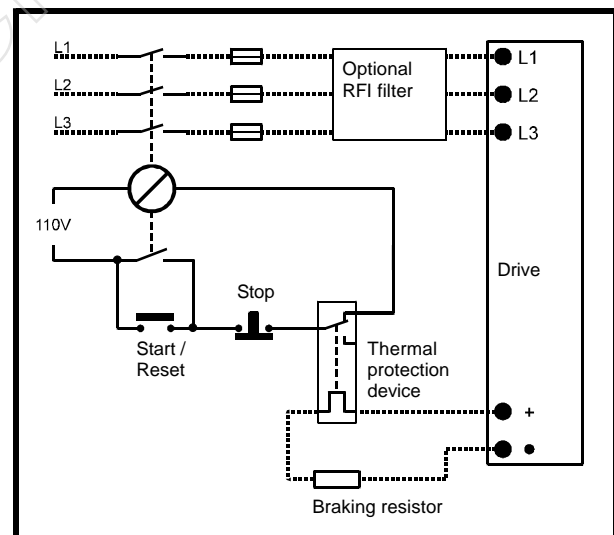 L1
L2
L3
Optional
RFI filter
L1
L2
L3
110V
Drive
Stop
Start /
Reset
Thermal
protection
device
+
Braking resistor